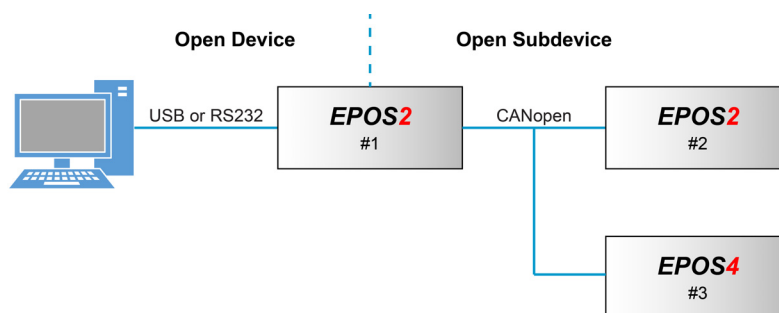 Open Device
Open Subdevice
USB or RS232
EPOS2
#1
CANopen
EPOS2
#2
EPOS4
#3